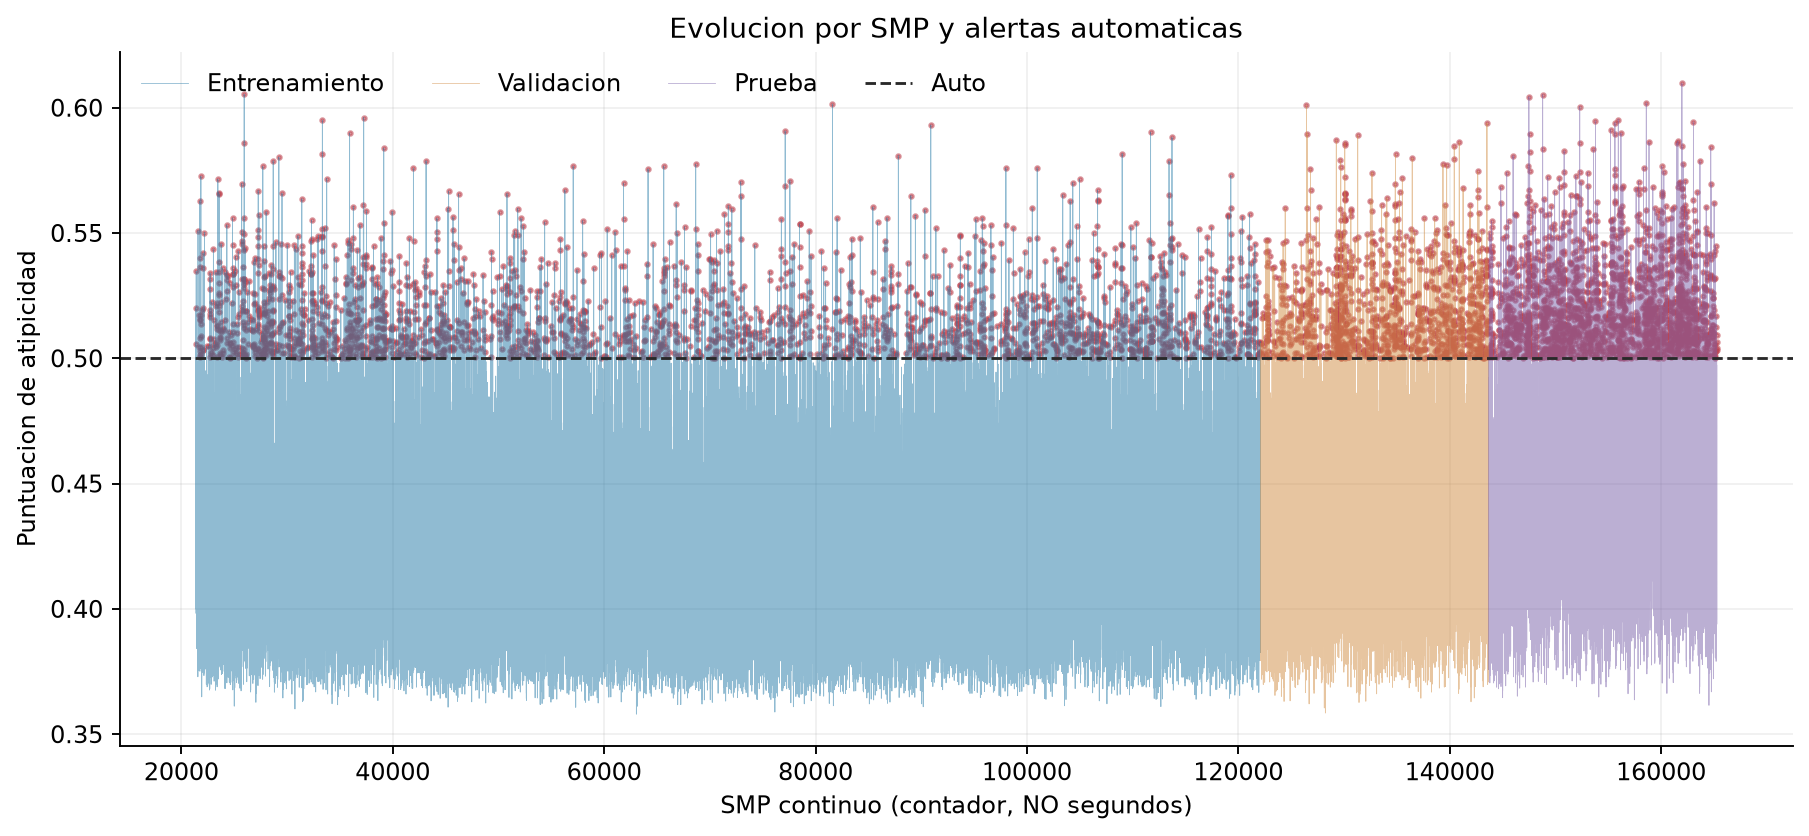 Evolucion por SMP y alertas automaticas
Entrenamiento Validacion Prueba Auto
Puntuacion de atipicidad
0.60
0.55
0.50
0.45
0.40
0.35
20000 40000 60000 80000 100000 120000 140000 160000
SMP continuo (contador, NO segundos)